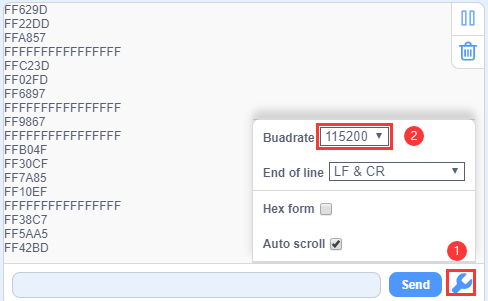 FF629D
FF22DD
FFA857
FFFFFFFFFFFFFFFF
FFC23D
FF02FD
FF6897
FFFFFFFFFFFFFFFF
FF9867
FFFFFFFFFFFFFFFF
FFB04F
FF30CF
FF7A85
FF10EF
FFFFFFFFFFFFFFFF
FF38C7
FF5AA5
FF42BD
Buadrate 115200 2
End of line LF & CR
Hex form
Auto scroll
1
Send